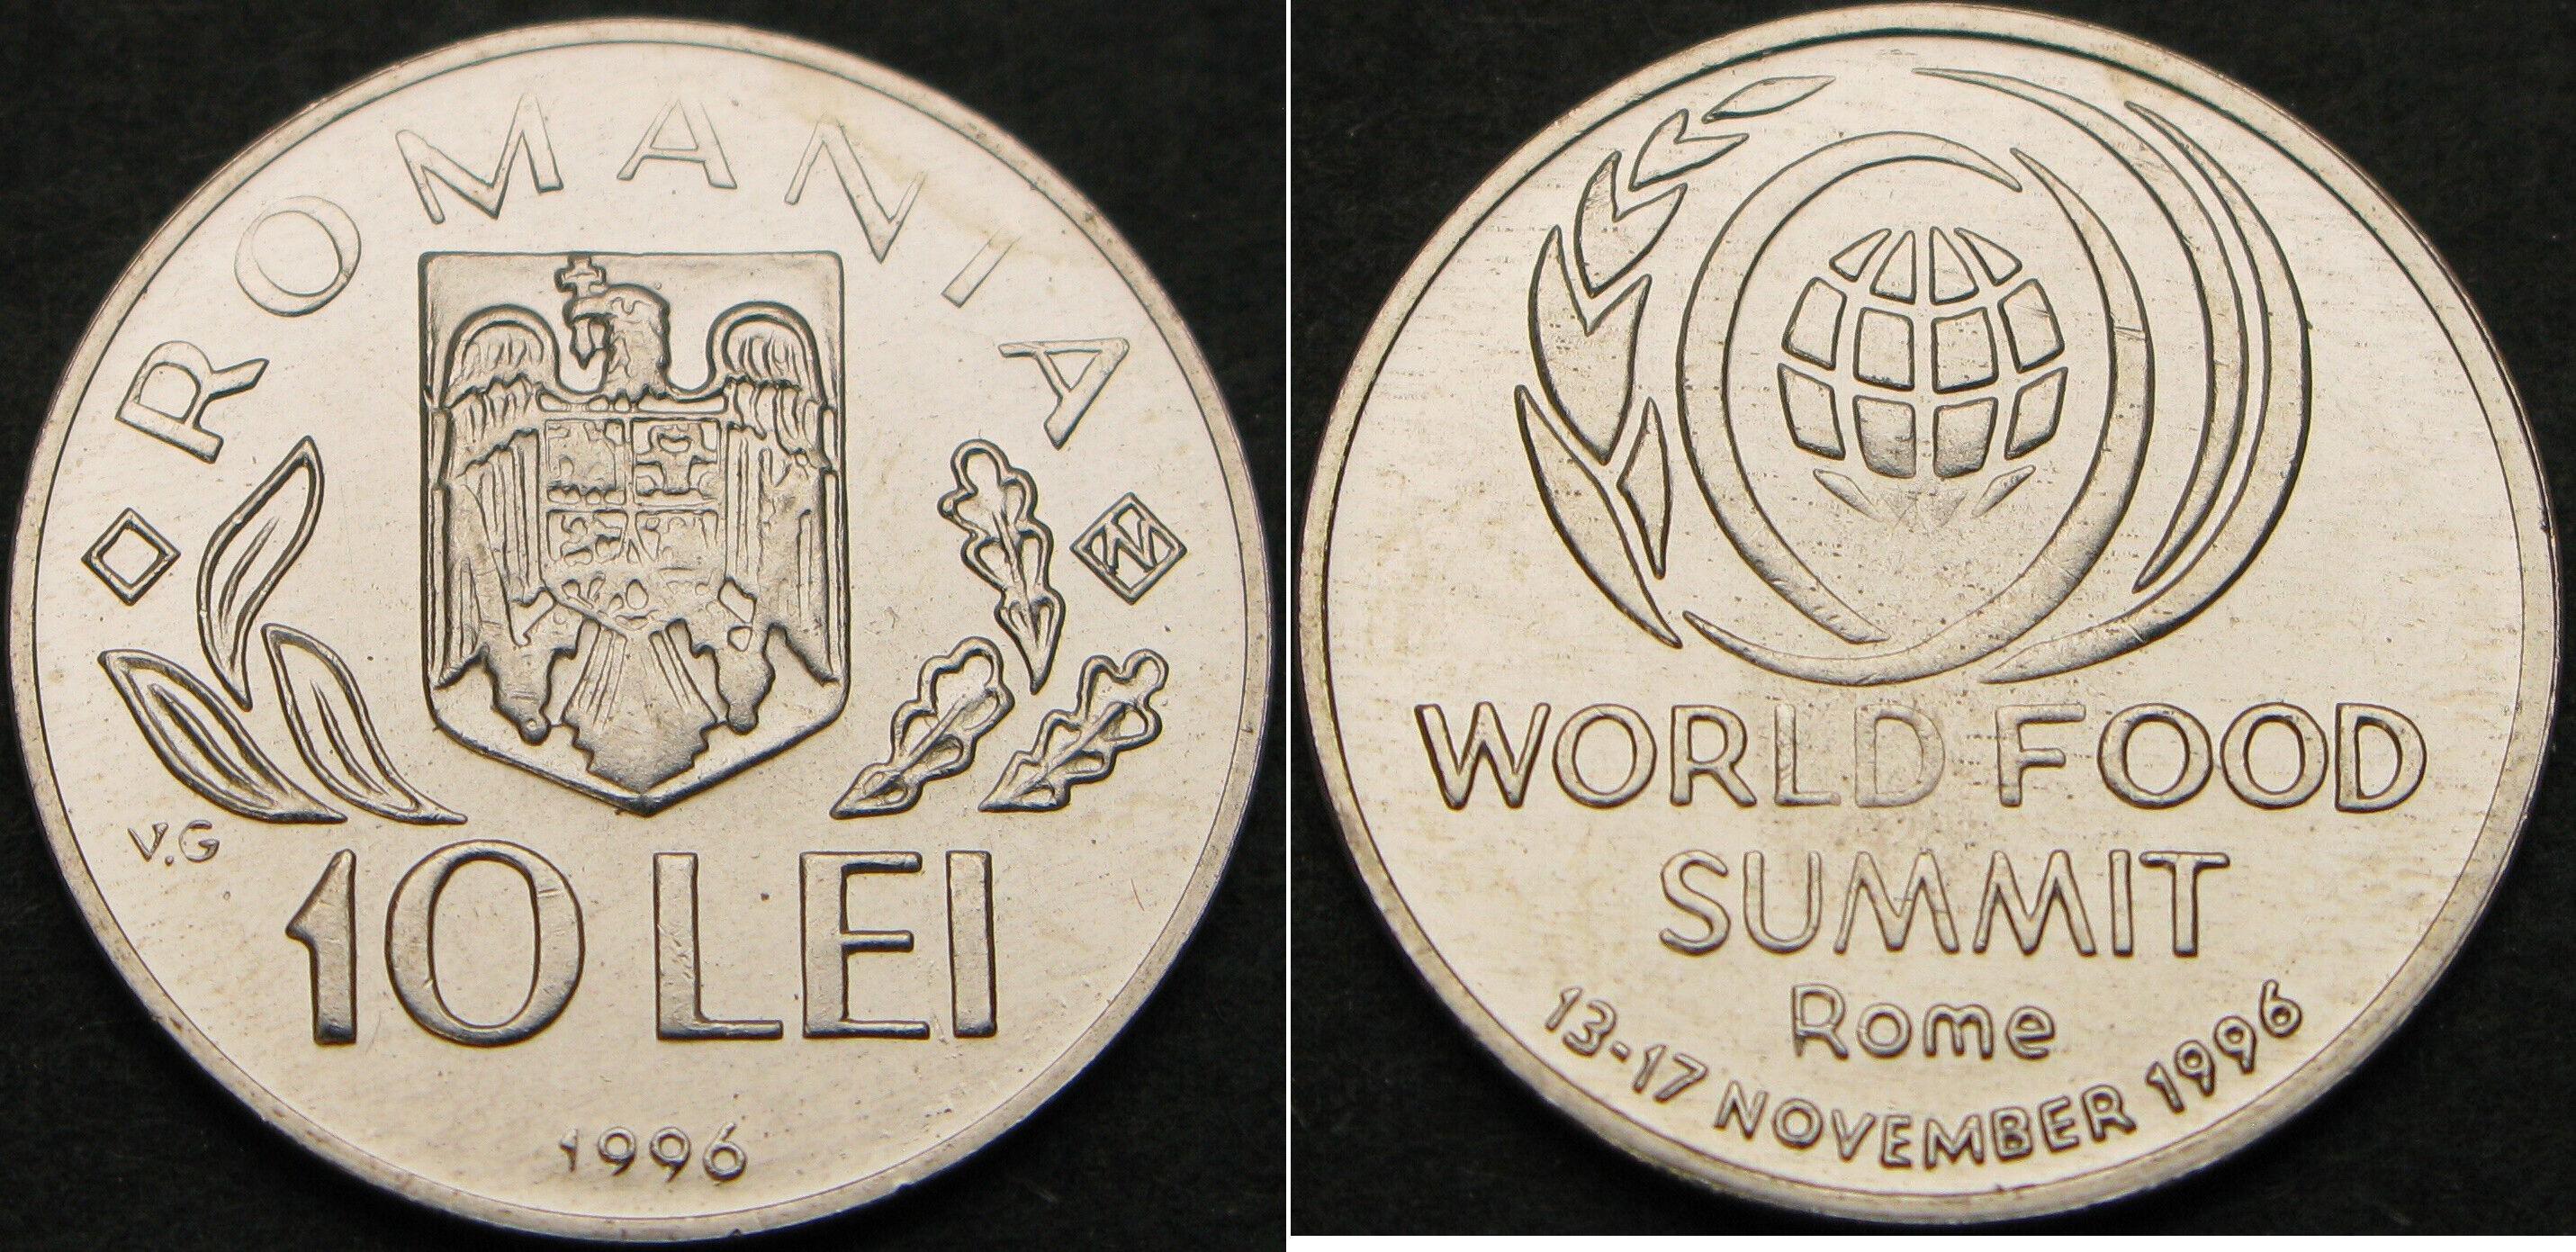 ROMANIA
V.G
10 LEI
1996
WORLD FOOD
SUMMIT
Rome
13-17 NOVEMBER 1996